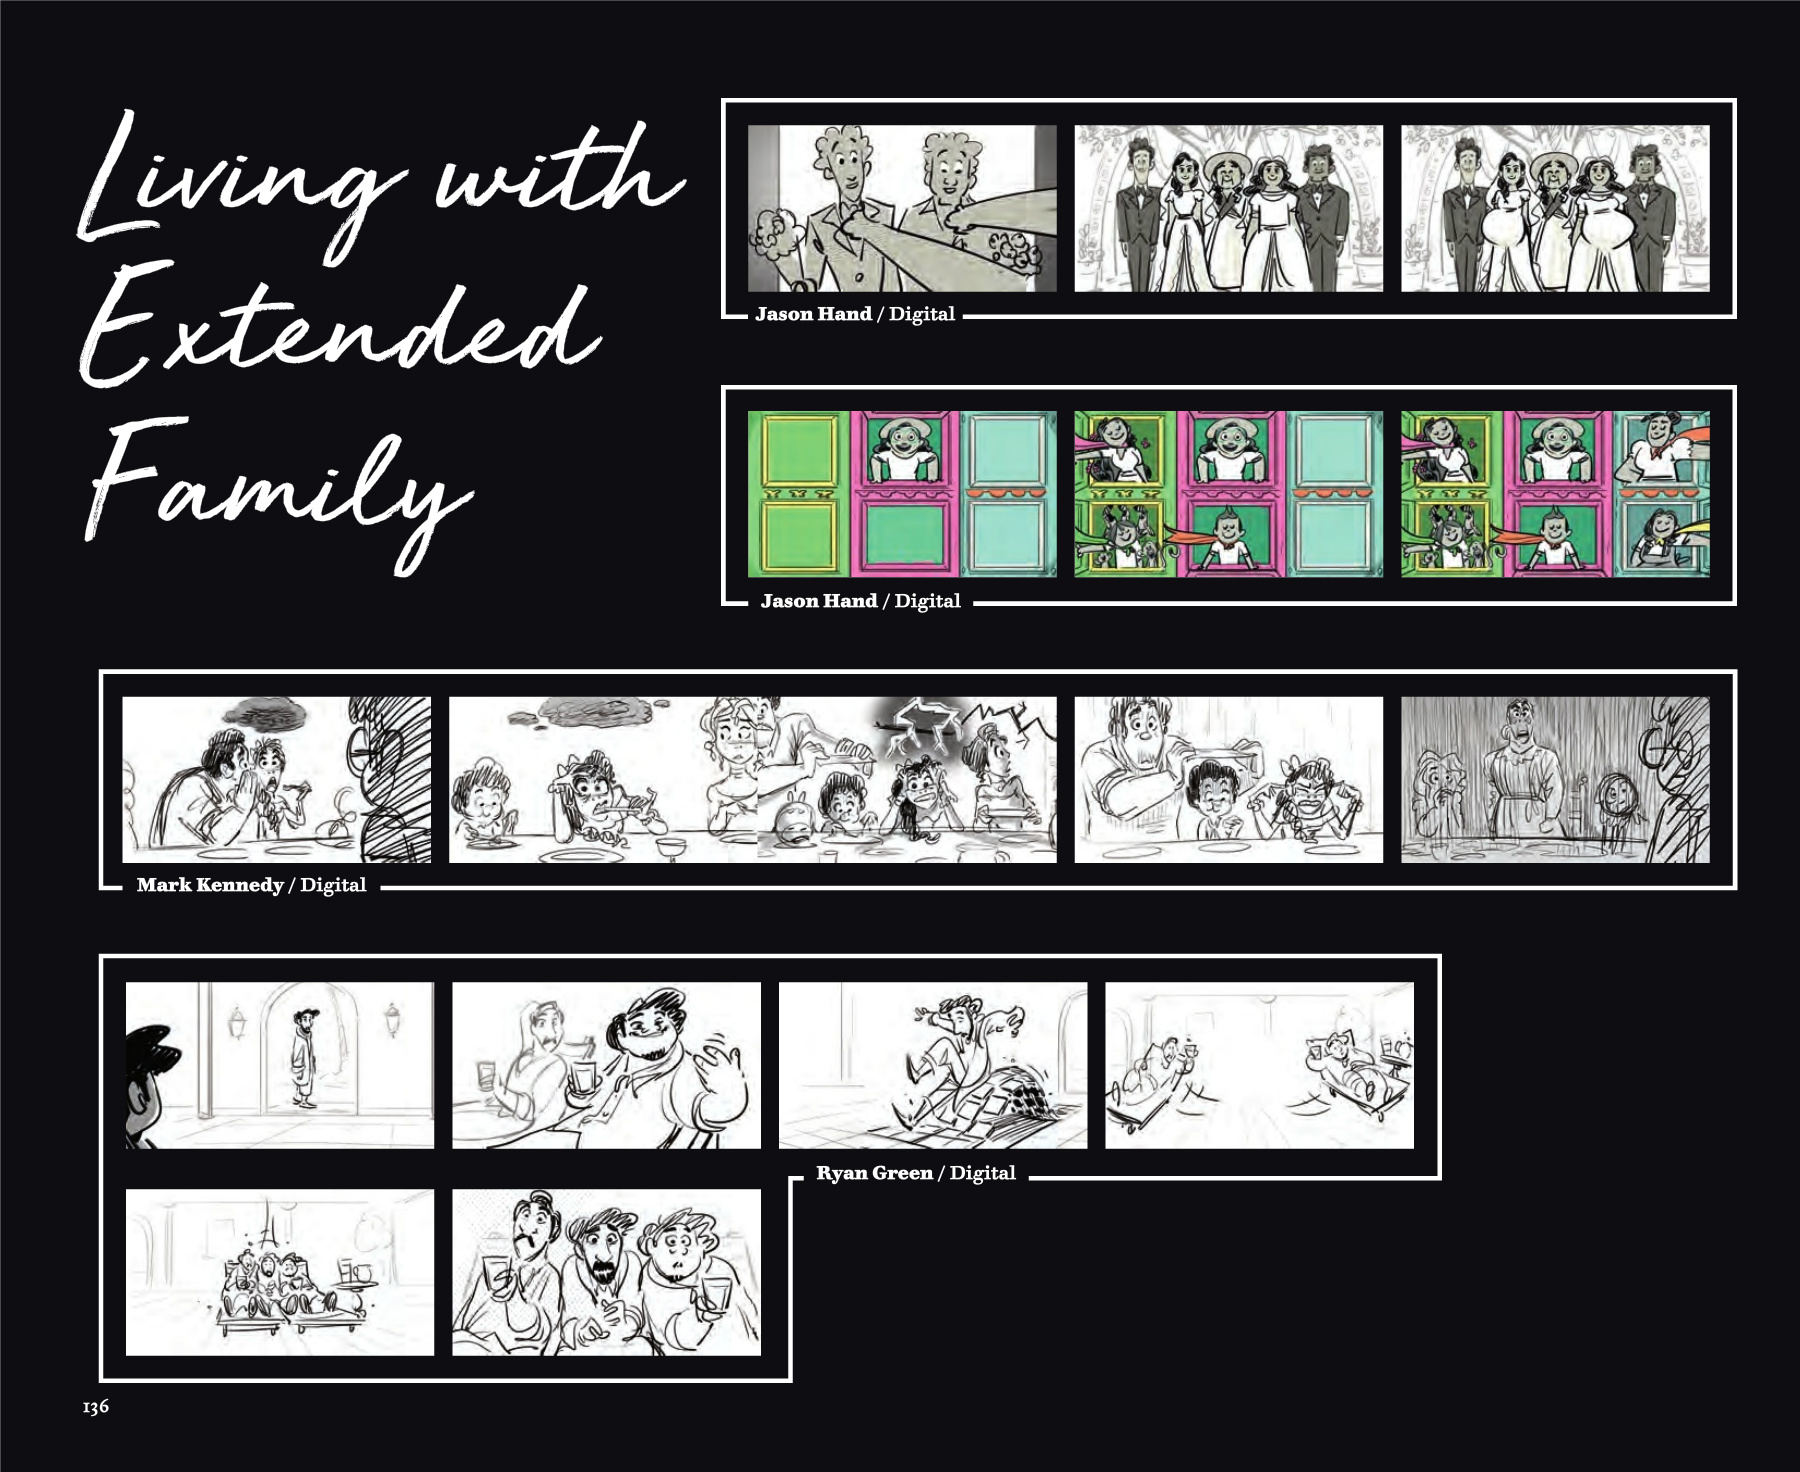 Living with
Extended
Family
Jason Hand / Digital
Jason Hand / Digital
Mark Kennedy / Digital
Ryan Green / Digital
136